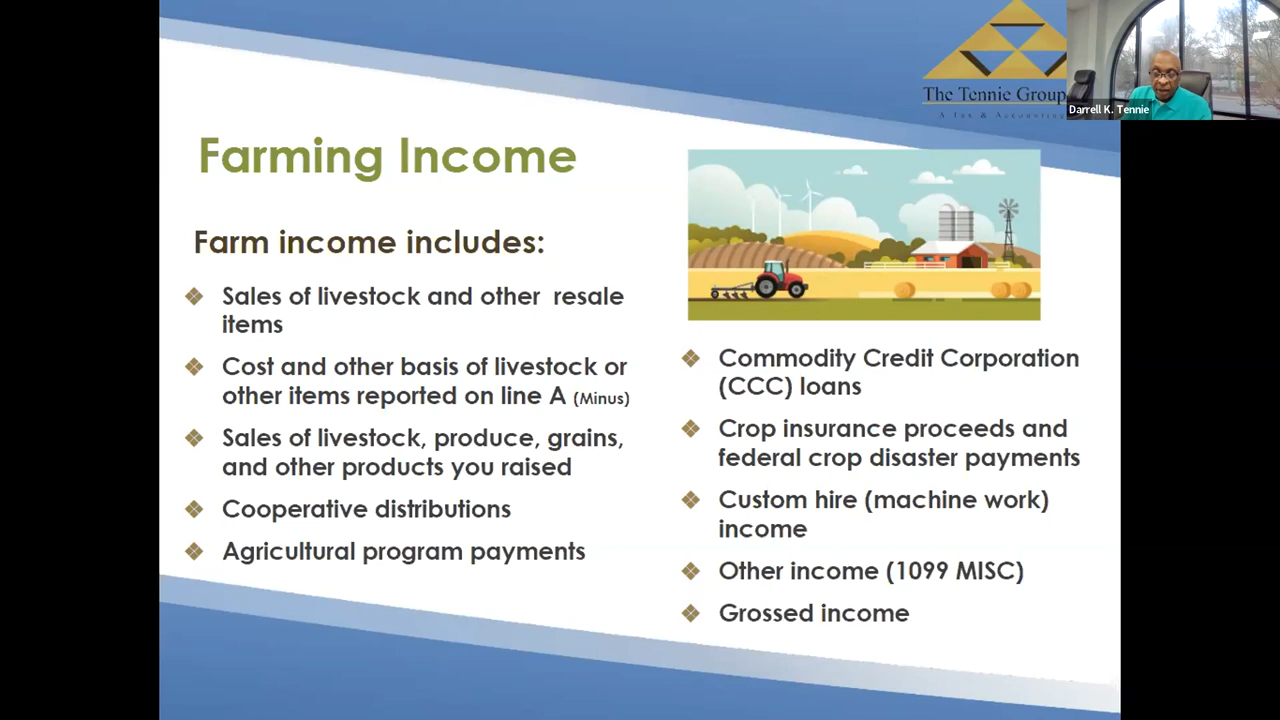 The Tennie Group
A Tax & Accounting
Darrell K. Tennie
Farming Income
Farm income includes:
Sales of livestock and other resale
items
Cost and other basis of livestock or
other items reported on line A (Minus)
Sales of livestock, produce, grains,
and other products you raised
Cooperative distributions
Agricultural program payments
Commodity Credit Corporation
(CCC) loans
Crop insurance proceeds and
federal crop disaster payments
Custom hire (machine work)
income
Other income (1099 MISC)
Grossed income